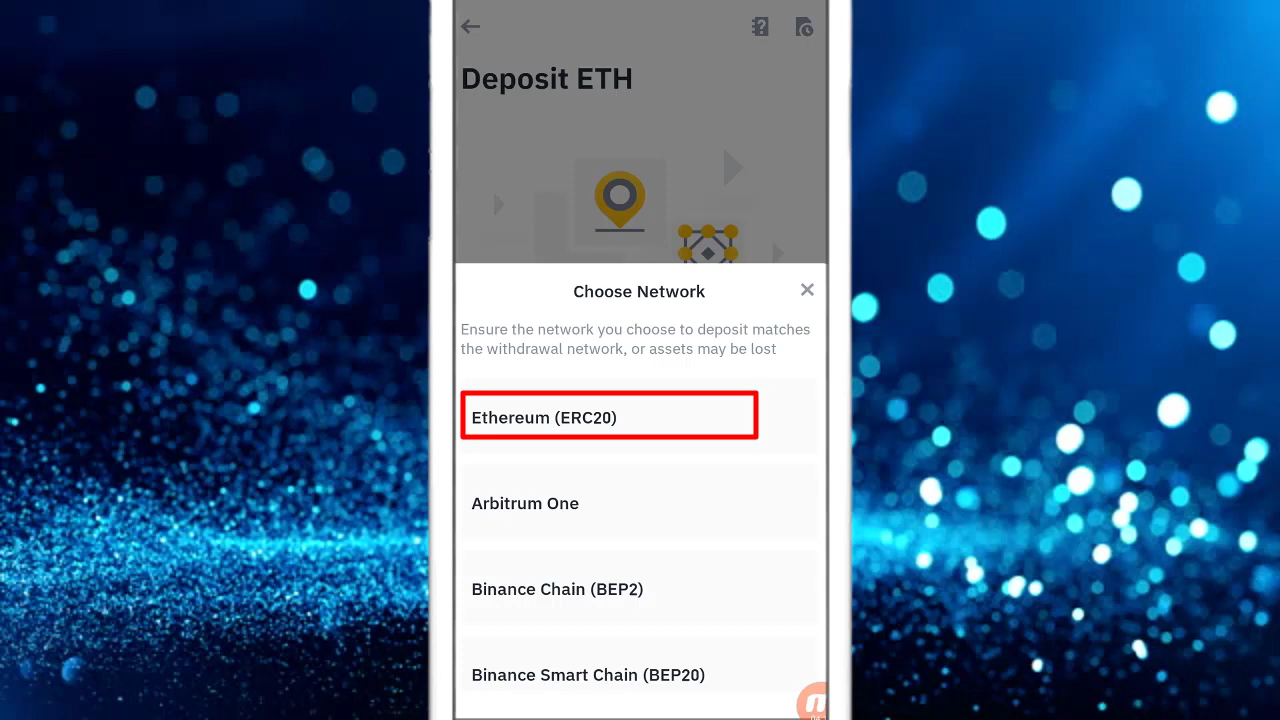 Deposit ETH
Choose Network
Ensure the network you choose to deposit matches
the withdrawal network, or assets may be lost
Ethereum (ERC20)
Arbitrum One
Binance Chain (BEP2)
Binance Smart Chain (BEP20)